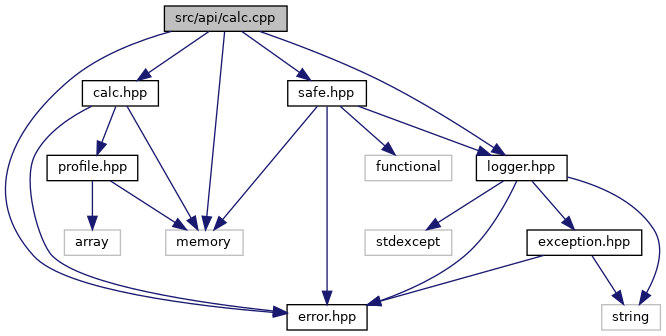 src/api/calc.cpp
calc.hpp
safe.hpp
profile.hpp
functional
logger.hpp
array
memory
stdexcept
exception.hpp
error.hpp
string